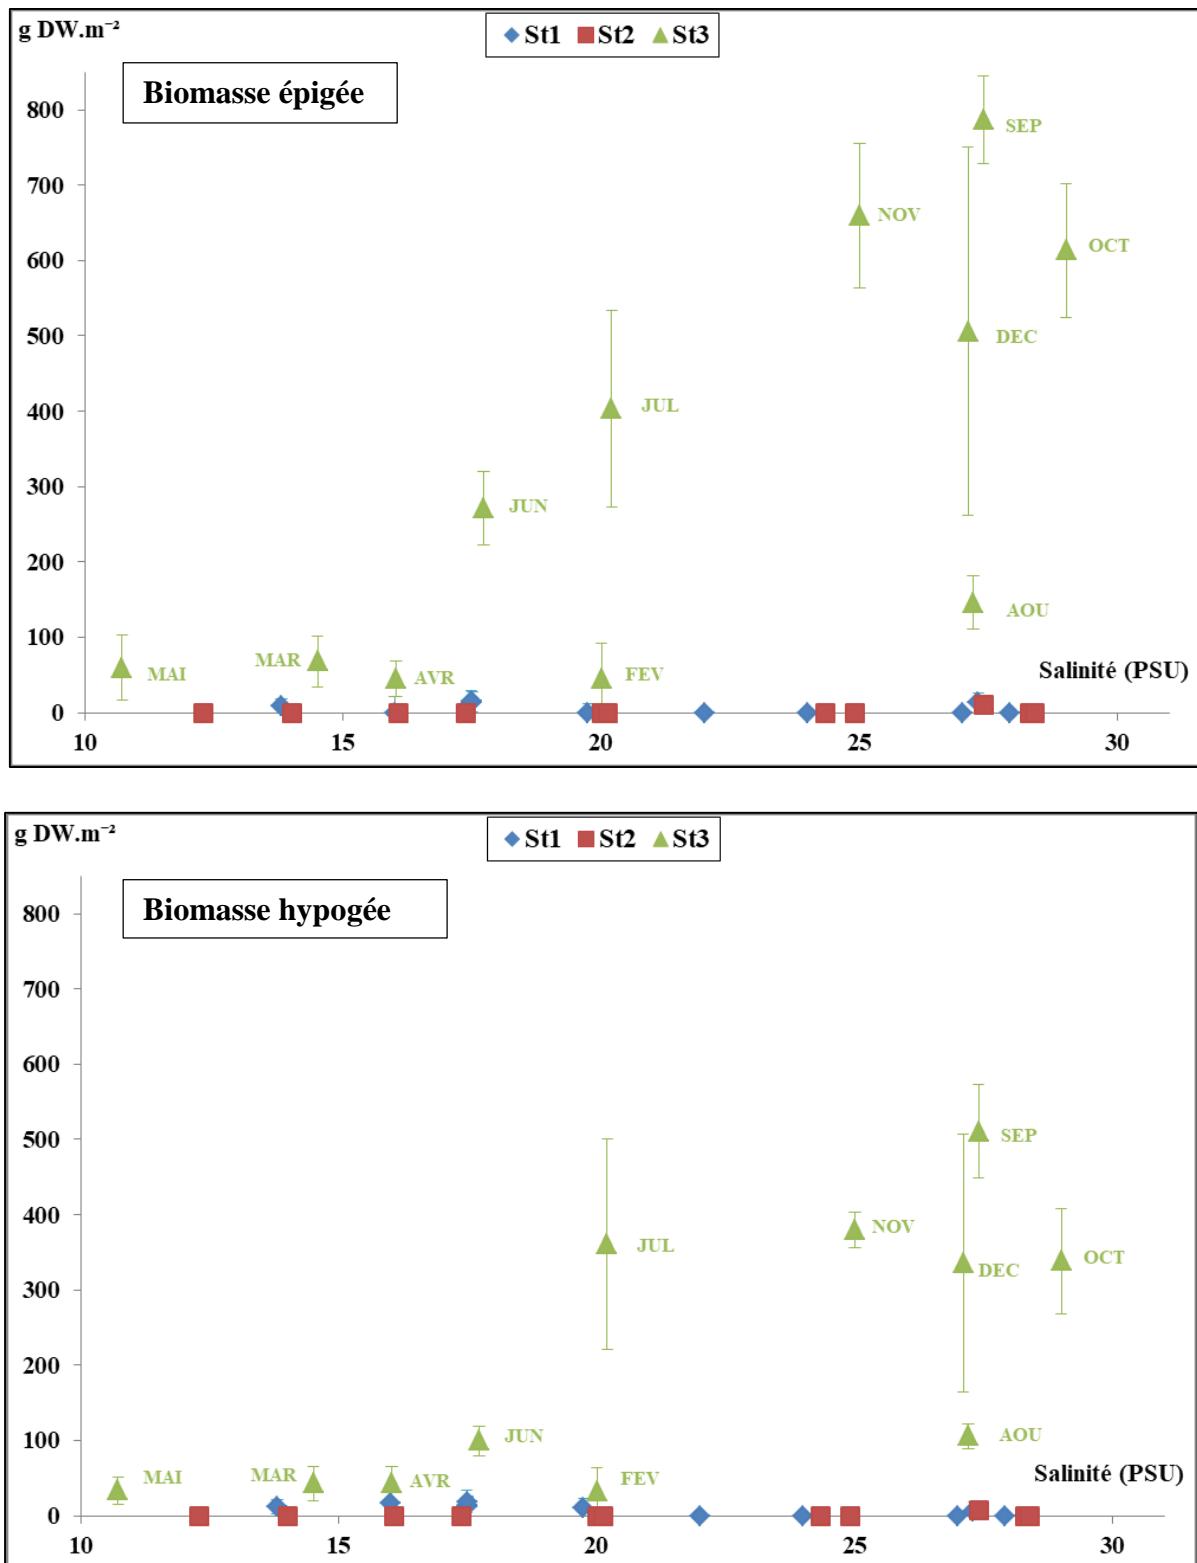 g DW.m⁻²
St1 St2 St3
Biomasse épigée
800
SEP
700
NOV
600
OCT
500
DEC
400
JUL
300
JUN
200
AOU
100
MAI
MAR
AVR
FEV
Salinité (PSU)
0
10 15 20 25 30
g DW.m⁻²
St1 St2 St3
Biomasse hypogée
800
700
600
500
SEP
400
NOV
JUL
OCT
300
DEC
200
100
JUN
AOU
MAI
MAR
AVR
FEV
Salinité (PSU)
0
10 15 20 25 30